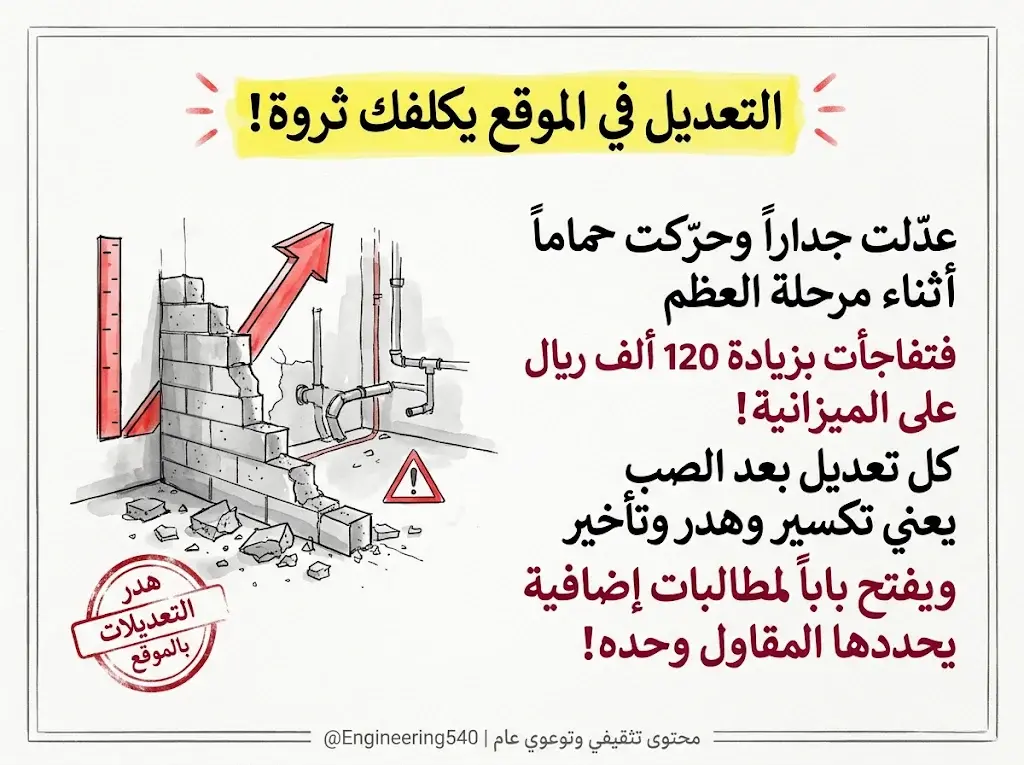 التعديل في الموقع يكلفك ثروة!
عدّلت جداراً وحرّكت حماماً
أثناء مرحلة العظم
فتفاجأت بزيادة 120 ألف ريال
على الميزانية!
كل تعديل بعد الصب
يعني تكسير وهدر وتأخير
ويفتح باباً لمطالبات إضافية
يحددها المقاول وحده!
هدر
التعديلات
بالموقع
محتوى تثقيفي وتوعوي عام | @Engineering540